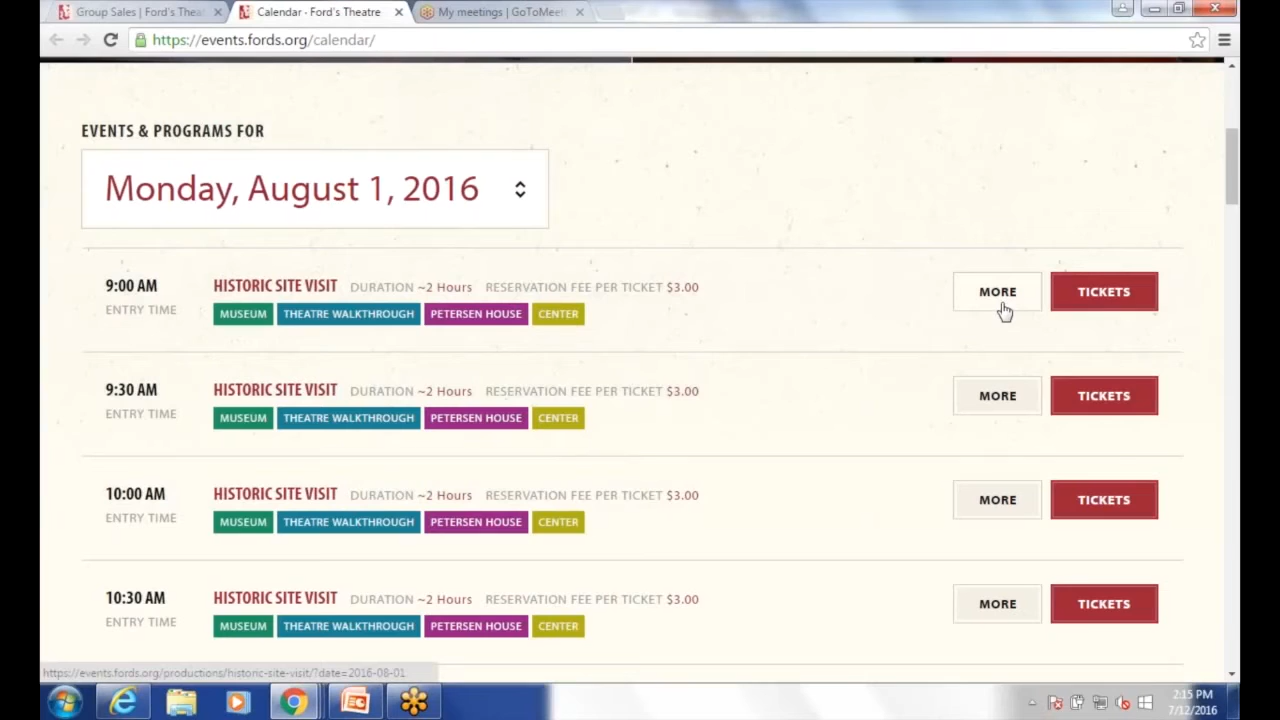 Group Sales | Ford's Thea
Calendar · Ford's Theatre
My meetings | GoToMeet
https://events.fords.org/calendar/
EVENTS & PROGRAMS FOR
Monday, August 1, 2016
9:00 AM HISTORIC SITE VISIT DURATION ~2 Hours RESERVATION FEE PER TICKET $3.00 MORE TICKETS
ENTRY TIME MUSEUM THEATRE WALKTHROUGH PETERSEN HOUSE CENTER
9:30 AM HISTORIC SITE VISIT DURATION ~2 Hours RESERVATION FEE PER TICKET $3.00 MORE TICKETS
ENTRY TIME MUSEUM THEATRE WALKTHROUGH PETERSEN HOUSE CENTER
10:00 AM HISTORIC SITE VISIT DURATION ~2 Hours RESERVATION FEE PER TICKET $3.00 MORE TICKETS
ENTRY TIME MUSEUM THEATRE WALKTHROUGH PETERSEN HOUSE CENTER
10:30 AM HISTORIC SITE VISIT DURATION ~2 Hours RESERVATION FEE PER TICKET $3.00 MORE TICKETS
ENTRY TIME MUSEUM THEATRE WALKTHROUGH PETERSEN HOUSE CENTER
https://events.fords.org/productions/historic-site-visit/?date=2016-08-01
2:15 PM
7/12/2016